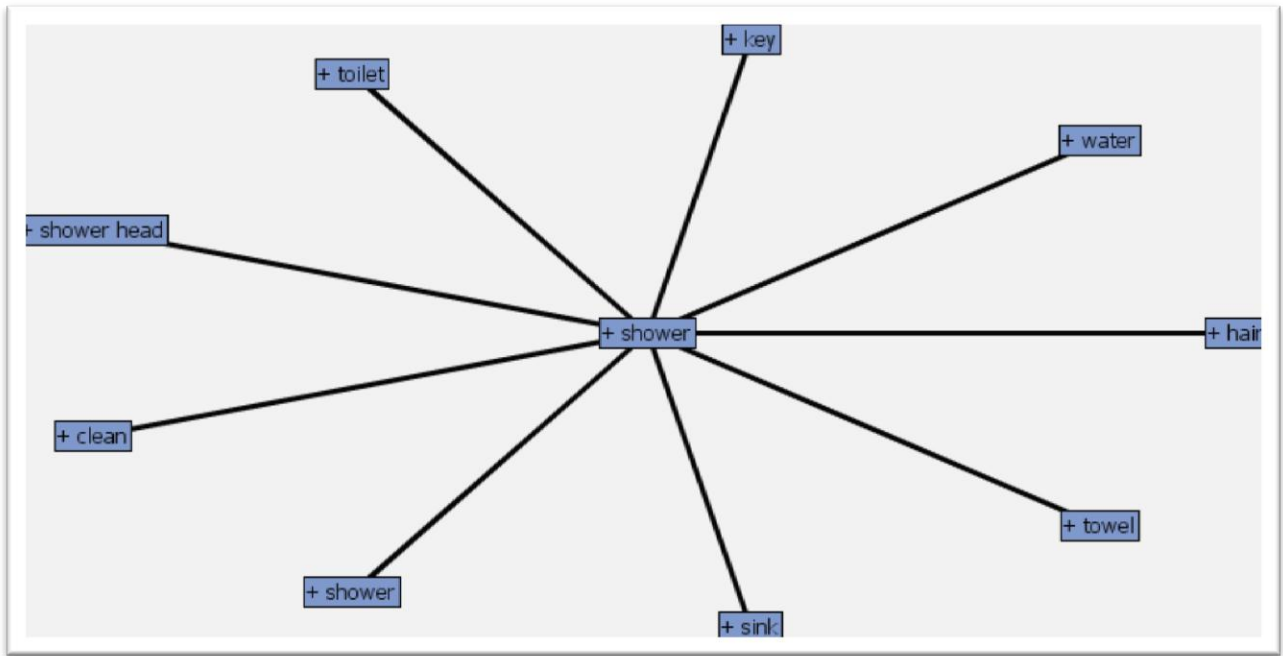 + key
+ toilet
+ water
+ shower head
+ shower
+ hair
+ clean
+ towel
+ shower
+ sink